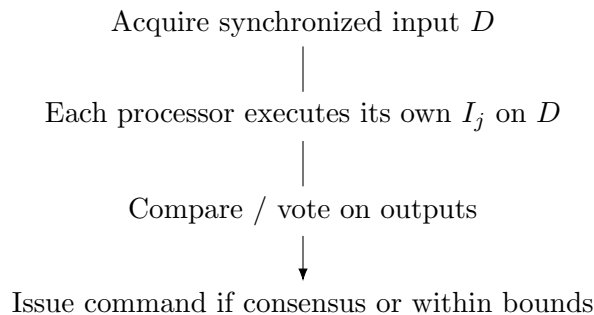 Acquire synchronized input D
Each processor executes its own I_j on D
Compare / vote on outputs
Issue command if consensus or within bounds